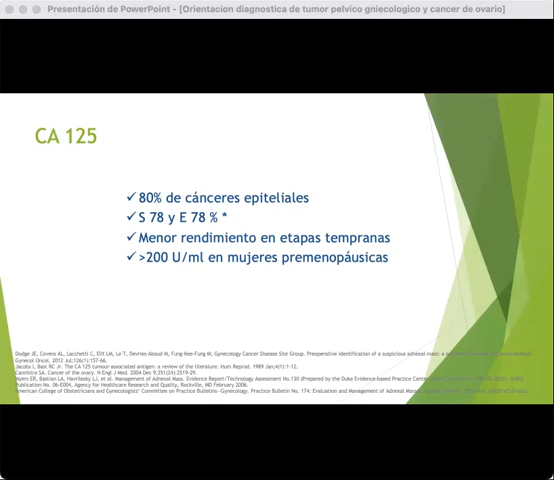 Presentación de PowerPoint - [Orientacion diagnostica de tumor pelvico gniecologico y cancer de ovario]
CA 125
✓ 80% de cánceres epiteliales
✓ S 78 y E 78 % *
✓ Menor rendimiento en etapas tempranas
✓ >200 U/ml en mujeres premenopáusicas
Dodge JE, Covens AL, Lacchetti C, Elit LM, Le T, Devries-Aboud M, Fung-Kee-Fung M; Gynecology Cancer Disease Site Group. Preoperative identification of a suspicious adnexal mass: a
Gynecol Oncol. 2012 Jul;126(1):157-66.
Jacobs I, Bast RC Jr. The CA 125 tumour-associated antigen: a review of the literature. Hum Reprod. 1989 Jan;4(1):1-12.
Cannistra SA. Cancer of the ovary. N Engl J Med. 2004 Dec 9;351(24):2519-29.
Myers ER, Bastian LA, Havrilesky LJ, et al. Management of Adnexal Mass. Evidence Report/Technology Assessment No.130 (Prepared by the Duke Evidence-based Practice Center
Publication No. 06-E004, Agency for Healthcare Research and Quality, Rockville, MD February 2006.
American College of Obstetricians and Gynecologists' Committee on Practice Bulletins—Gynecology. Practice Bulletin No. 174: Evaluation and Management of Adnexal